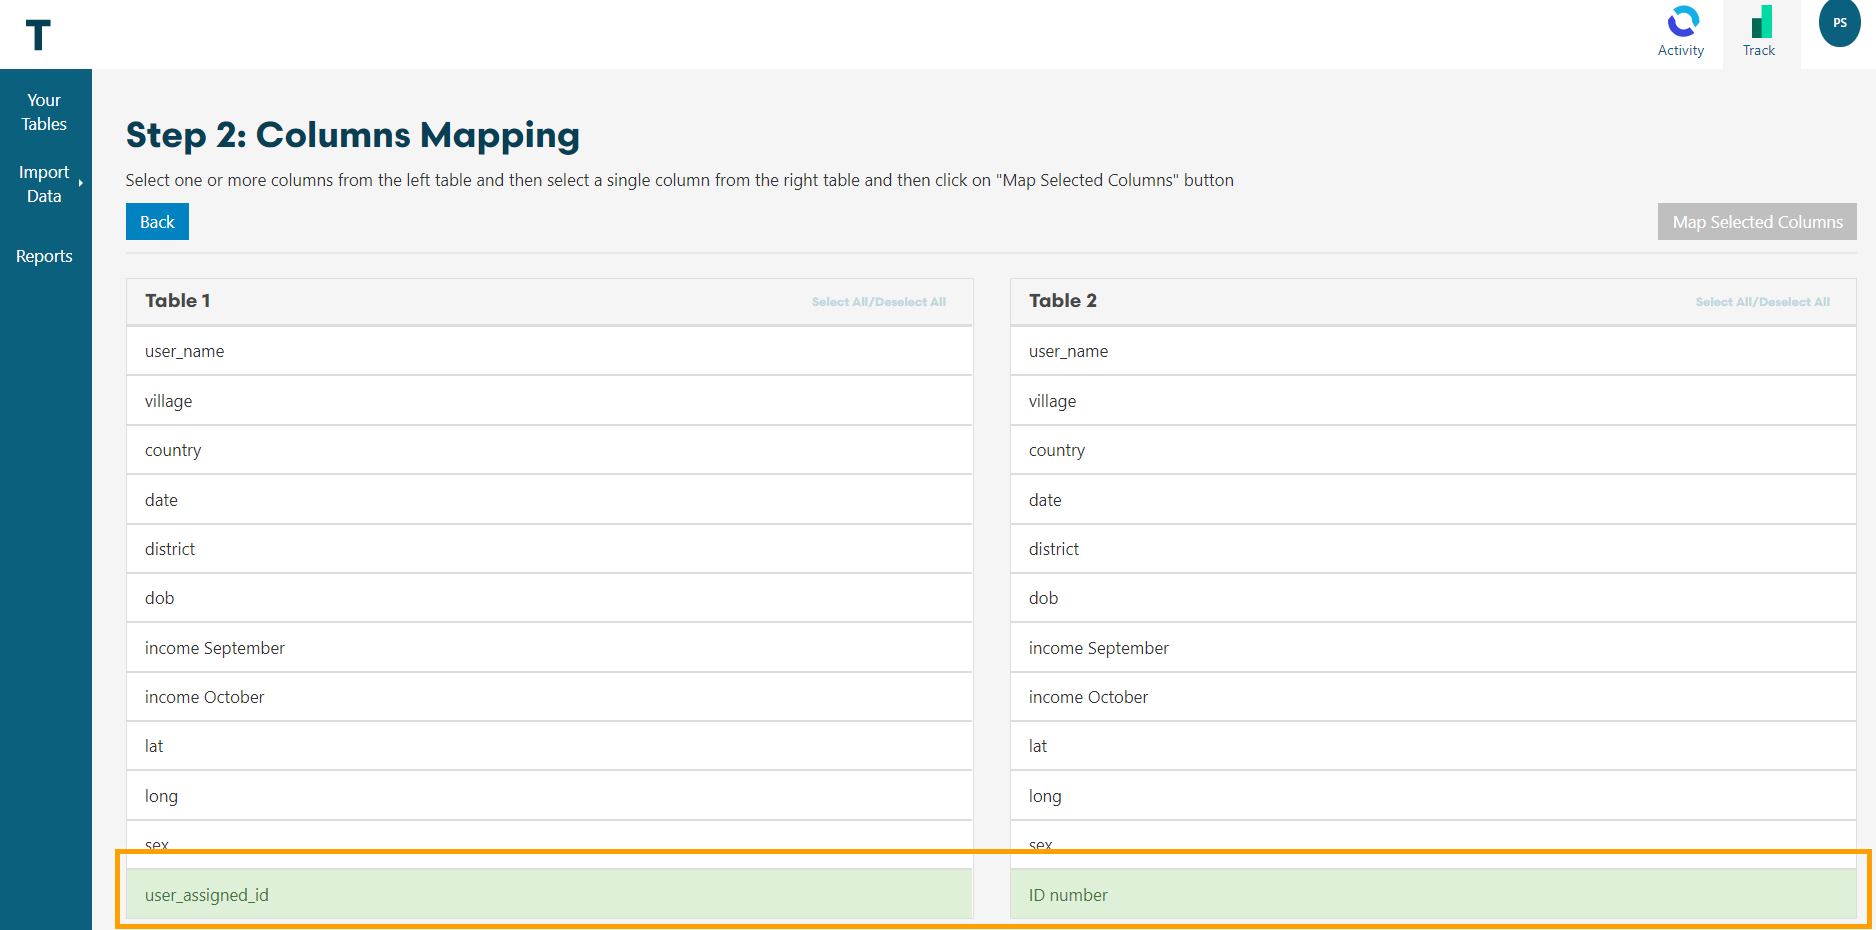 T
Activity
Track
PS
Your
Tables
Import
Data
Reports
Step 2: Columns Mapping
Select one or more columns from the left table and then select a single column from the right table and then click on "Map Selected Columns" button
Back
Map Selected Columns
Table 1
Select All/Deselect All
user_name
village
country
date
district
dob
income September
income October
lat
long
sex
user_assigned_id
Table 2
Select All/Deselect All
user_name
village
country
date
district
dob
income September
income October
lat
long
sex
ID number